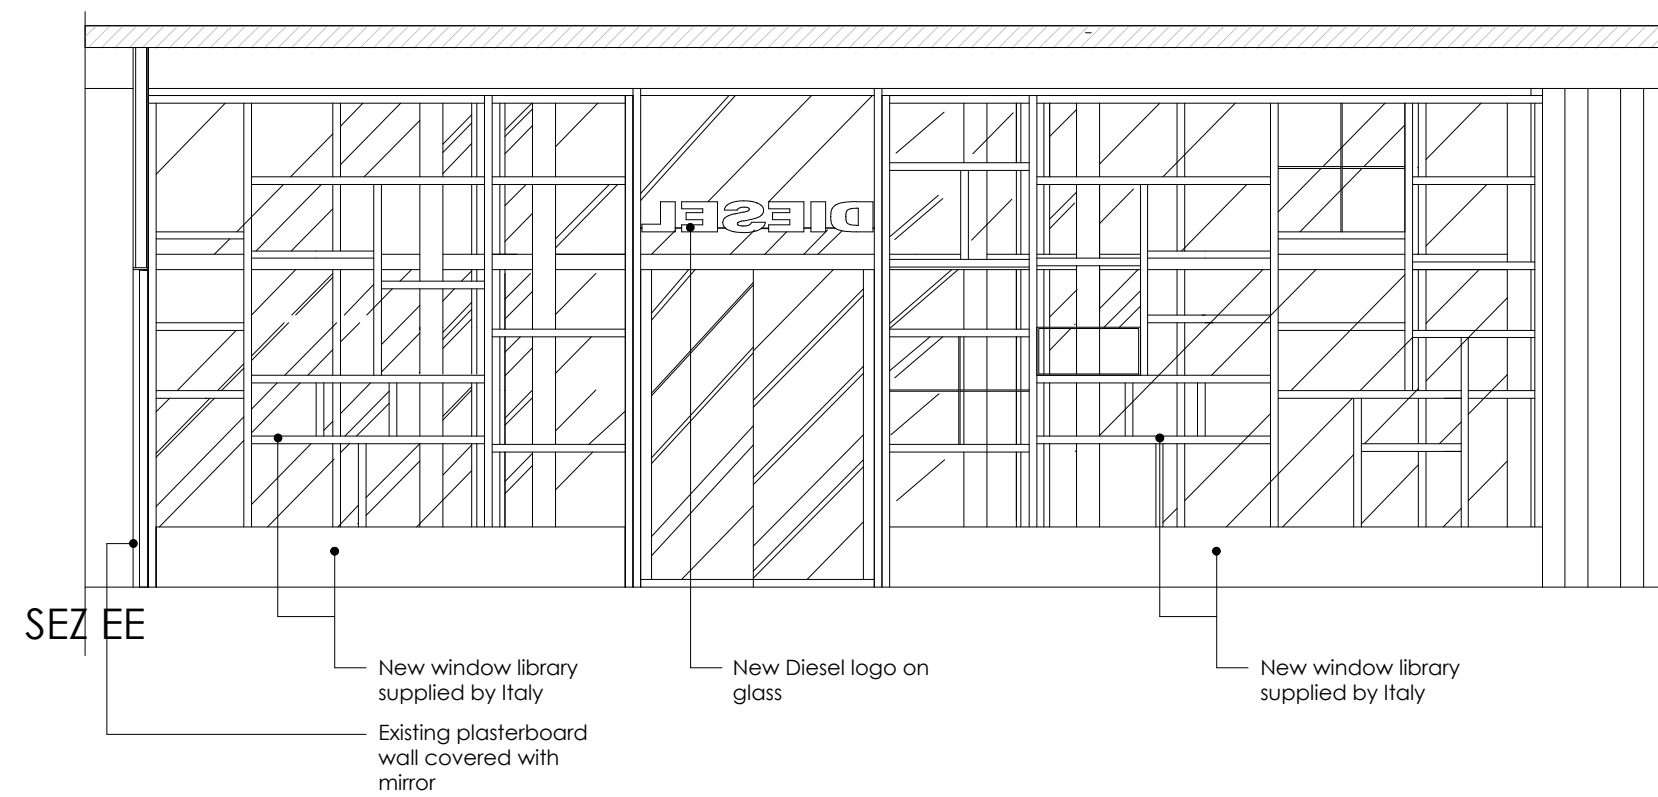 DIESEL
SEZ EE
New window library
supplied by Italy
New Diesel logo on
glass
New window library
supplied by Italy
Existing plasterboard
wall covered with
mirror